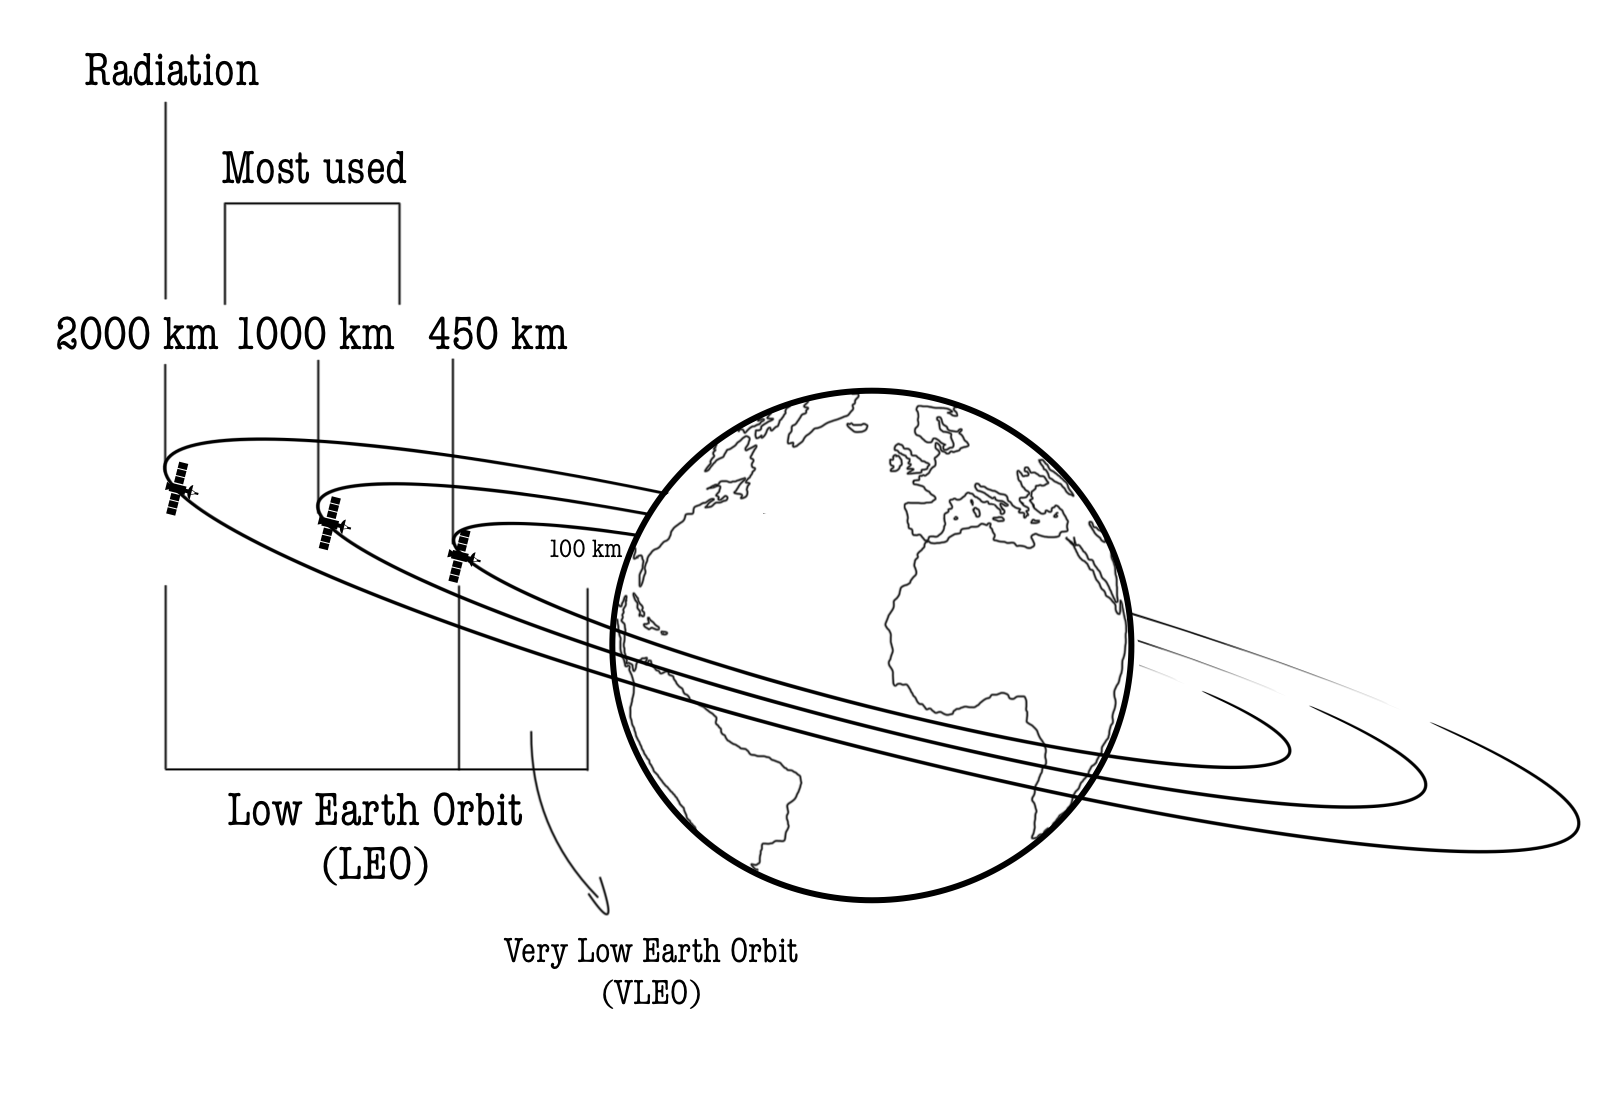 Radiation
Most used
2000 km 1000 km 450 km
100 km
Low Earth Orbit
(LEO)
Very Low Earth Orbit
(VLEO)